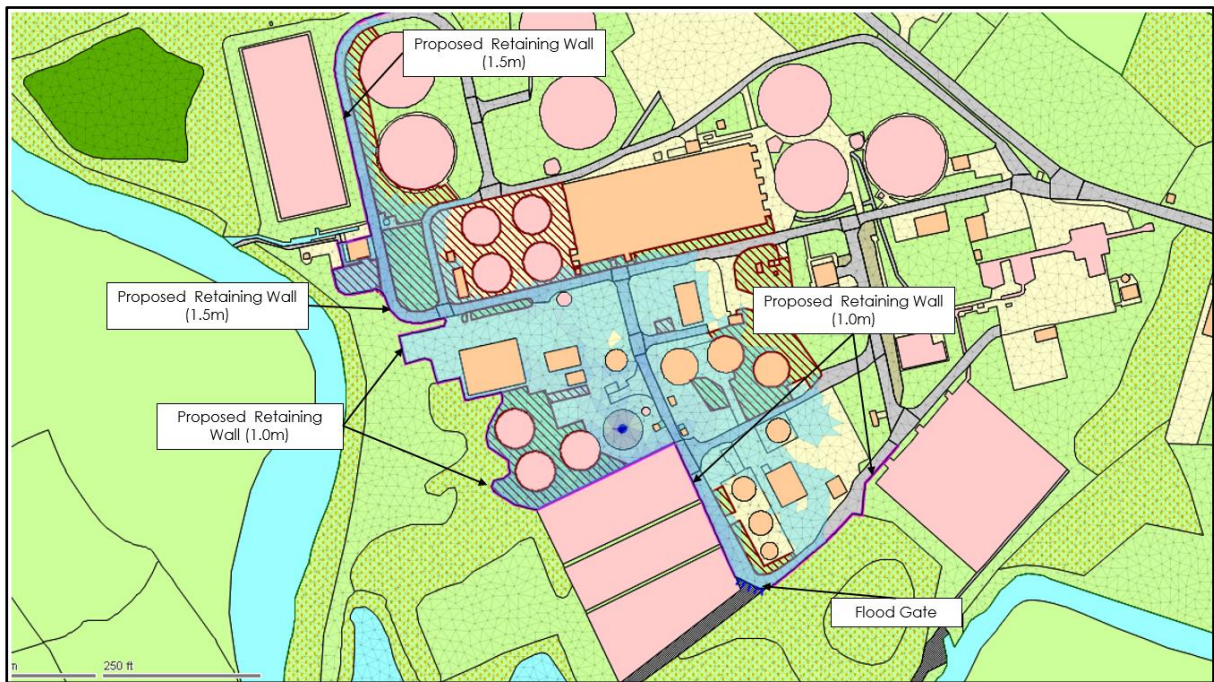 Proposed Retaining Wall
(1.5m)
Proposed Retaining Wall
(1.5m)
Proposed Retaining Wall
(1.0m)
Proposed Retaining
Wall (1.0m)
Flood Gate
m
250 ft